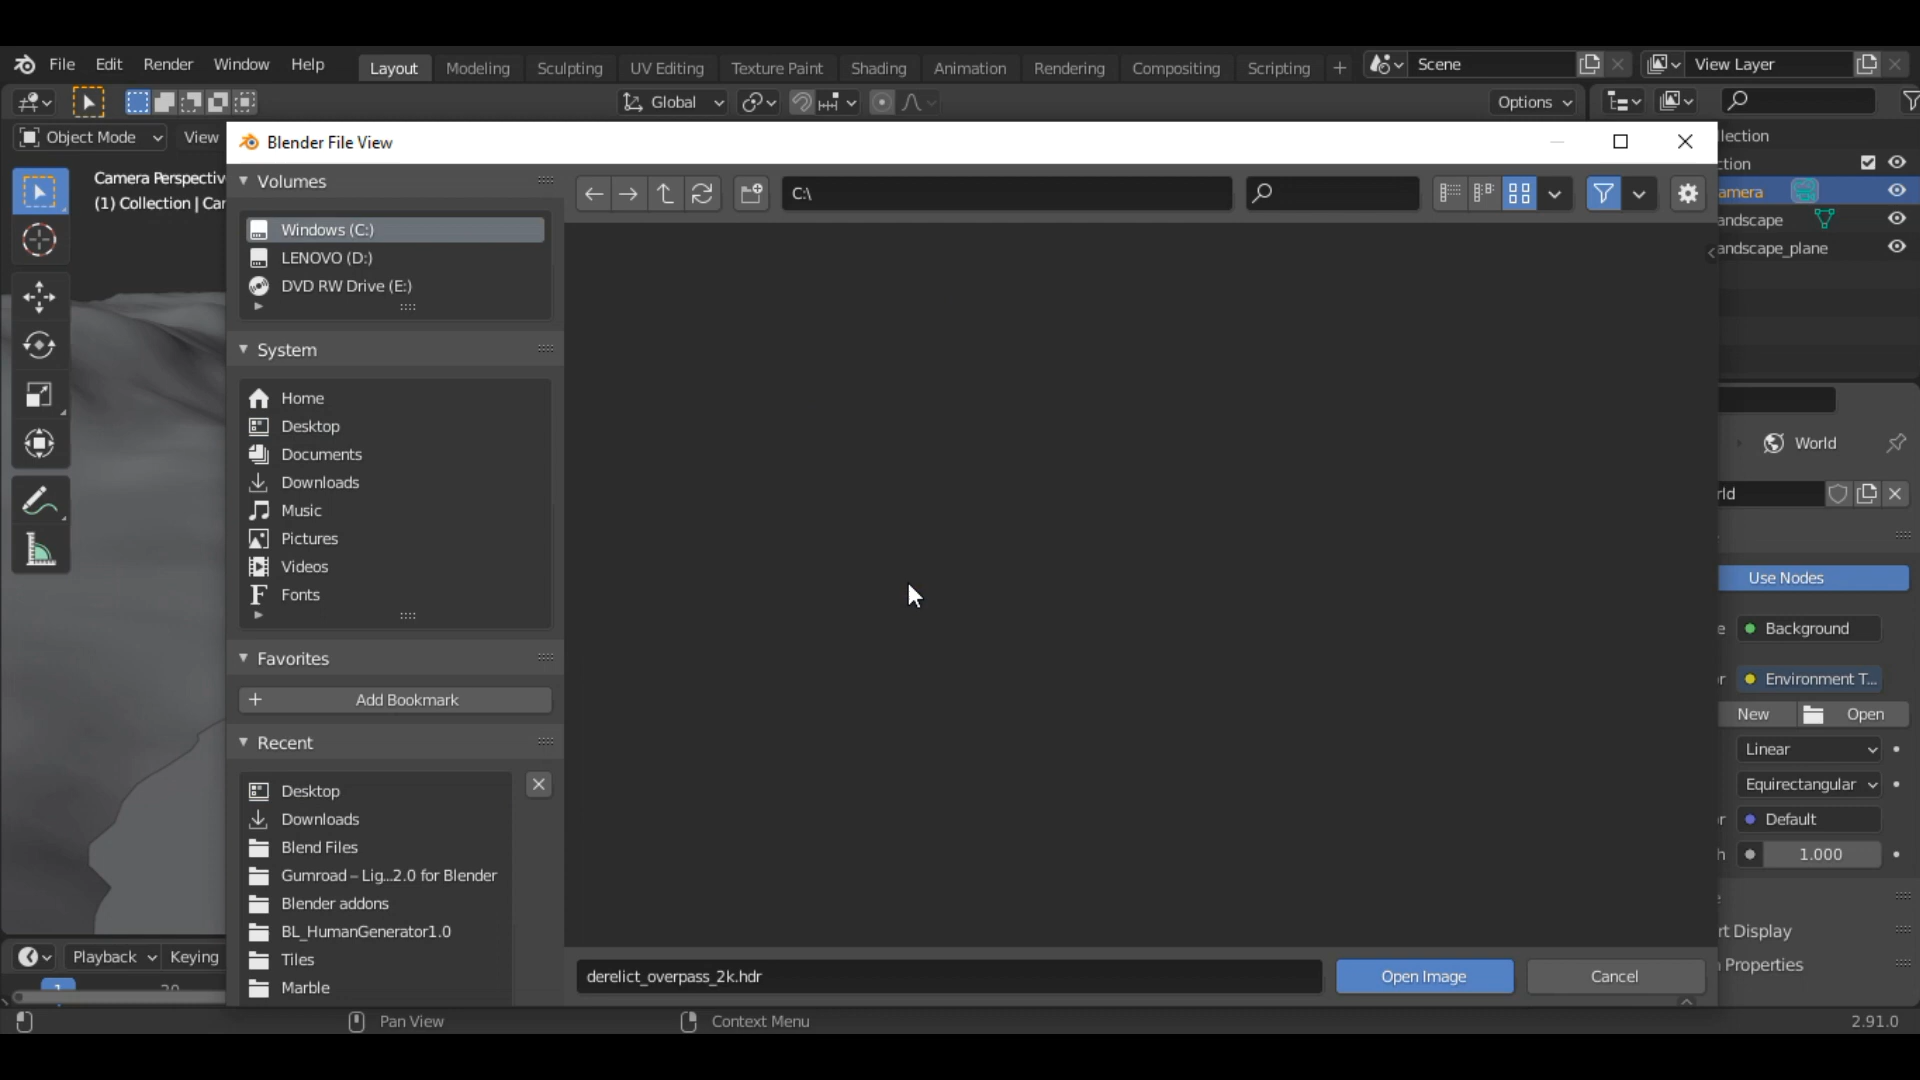 File Edit Render Window Help Layout Modeling Sculpting UV Editing Texture Paint Shading Animation Rendering Compositing Scripting + Scene View Layer
Global Options
Object Mode View
Blender File View
Camera Perspectiv
(1) Collection | Car
Volumes
Windows (C:)
LENOVO (D:)
DVD RW Drive (E:)
System
Home
Desktop
Documents
Downloads
Music
Pictures
Videos
Fonts
Favorites
Add Bookmark
Recent
Desktop
Downloads
Blend Files
Gumroad – Lig...2.0 for Blender
Blender addons
BL_HumanGenerator1.0
Tiles
Marble
C:\
derelict_overpass_2k.hdr Open Image Cancel
llection
ction
amera
andscape
andscape_plane
World
rld
Use Nodes
e Background
r Environment T...
New Open
Linear
Equirectangular
r Default
h 1.000
rt Display
Properties
Playback Keying
1
Pan View Context Menu 2.91.0